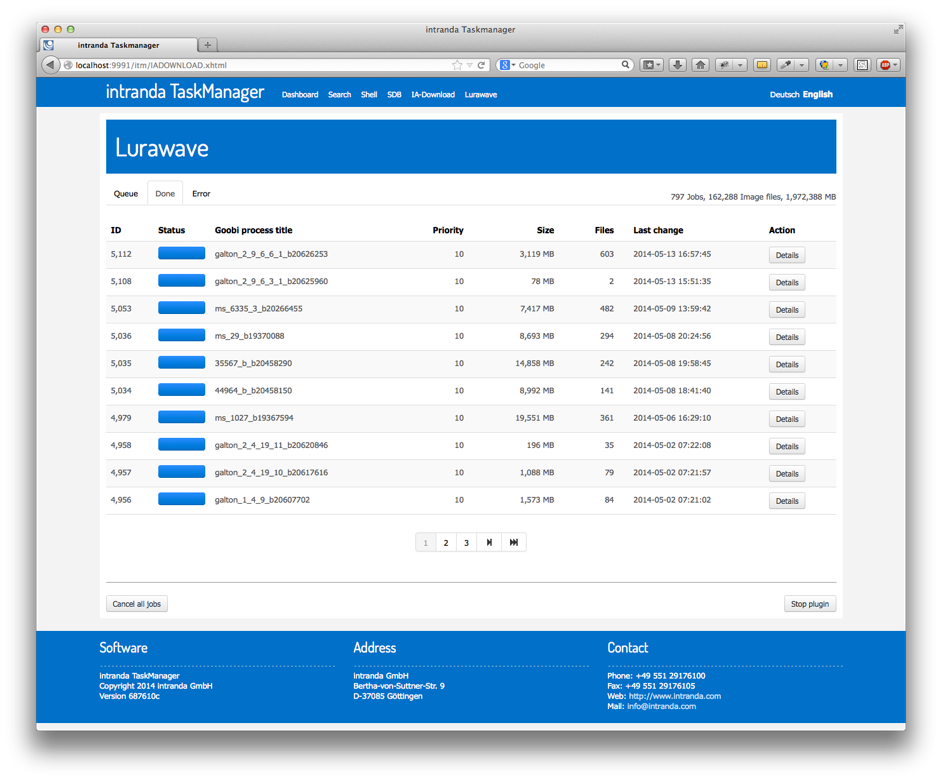 intranda Taskmanager
intranda Taskmanager
localhost:9991/itm/IADOWNLOAD.xhtml
Google
intranda TaskManager Dashboard Search Shell SDB IA-Download Lurawave Deutsch English
Lurawave
Queue Done Error
797 Jobs, 162,288 Image files, 1,972,388 MB
ID Status Goobi process title Priority Size Files Last change Action
5,112 galton_2_9_6_6_1_b20626253 10 3,119 MB 603 2014-05-13 16:57:45 Details
5,108 galton_2_9_6_3_1_b20625960 10 78 MB 2 2014-05-13 15:51:35 Details
5,053 ms_6335_3_b20266455 10 7,417 MB 482 2014-05-09 13:59:42 Details
5,036 ms_29_b19370088 10 8,693 MB 294 2014-05-08 20:24:56 Details
5,035 35567_b_b20458290 10 14,858 MB 242 2014-05-08 19:58:45 Details
5,034 44964_b_b20458150 10 8,992 MB 141 2014-05-08 18:41:40 Details
4,979 ms_1027_b19367594 10 19,551 MB 361 2014-05-06 16:29:10 Details
4,958 galton_2_4_19_11_b20620846 10 196 MB 35 2014-05-02 07:22:08 Details
4,957 galton_2_4_19_10_b20617616 10 1,088 MB 79 2014-05-02 07:21:57 Details
4,956 galton_1_4_9_b20607702 10 1,573 MB 84 2014-05-02 07:21:02 Details
1 2 3
Cancel all jobs Stop plugin
Software
intranda TaskManager
Copyright 2014 intranda GmbH
Version 687610c
Address
intranda GmbH
Bertha-von-Suttner-Str. 9
D-37085 Göttingen
Contact
Phone: +49 551 29176100
Fax: +49 551 29176105
Web: http://www.intranda.com
Mail: info@intranda.com